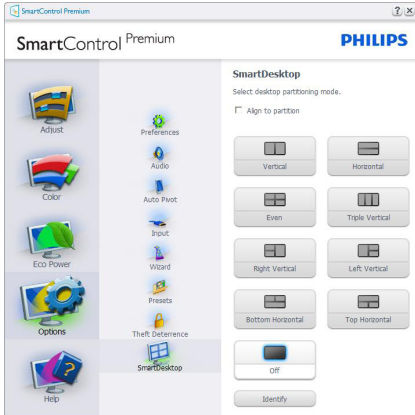 SmartControl Premium
SmartControl Premium
PHILIPS
Adjust
Color
Eco Power
Options
Help
Preferences
Audio
Auto Pivot
Input
Wizard
Presets
Theft Deterrence
SmartDesktop
SmartDesktop
Select desktop partitioning mode.
Align to partition
Vertical
Horizontal
Even
Triple Vertical
Right Vertical
Left Vertical
Bottom Horizontal
Top Horizontal
Off
Identify